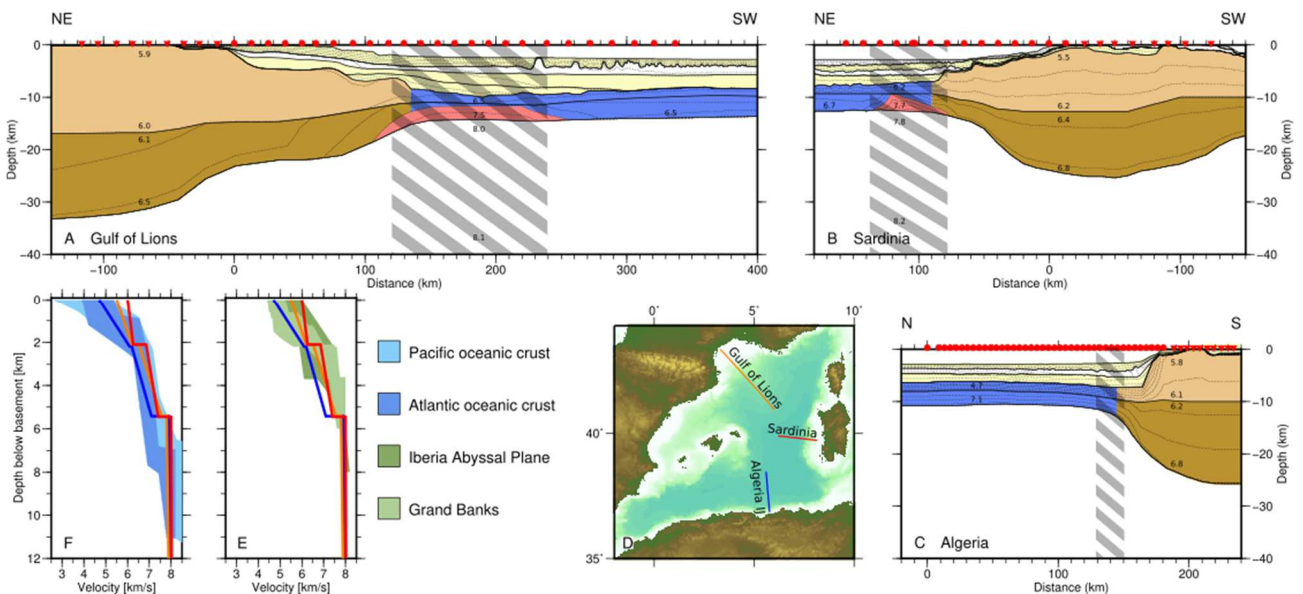 NE SW
0
-10
-20
-30
-40
Depth (km)
5.9
6.0
6.1
6.5
7.5
8.0
6.5
8.1
A Gulf of Lions
-100 0 100 200 300 400
Distance (km)
NE SW
5.5
6.2
6.7
7.8
6.2
6.4
6.8
8.2
B Sardinia
100 0 -100
Distance (km)
0
-10
-20
-30
-40
Depth (km)
0
2
4
6
8
10
12
Depth below basement [km]
F
3 4 5 6 7 8
Velocity [km/s]
E
3 4 5 6 7 8
Velocity [km/s]
Pacific oceanic crust
Atlantic oceanic crust
Iberia Abyssal Plane
Grand Banks
0° 5° 10°
40°
35°
Gulf of Lions
Sardinia
Algeria IJ
D
N S
5.8
4.7
7.1
6.1
6.2
6.8
C Algeria
0 100 200
Distance (km)
0
-10
-20
-30
-40
Depth (km)